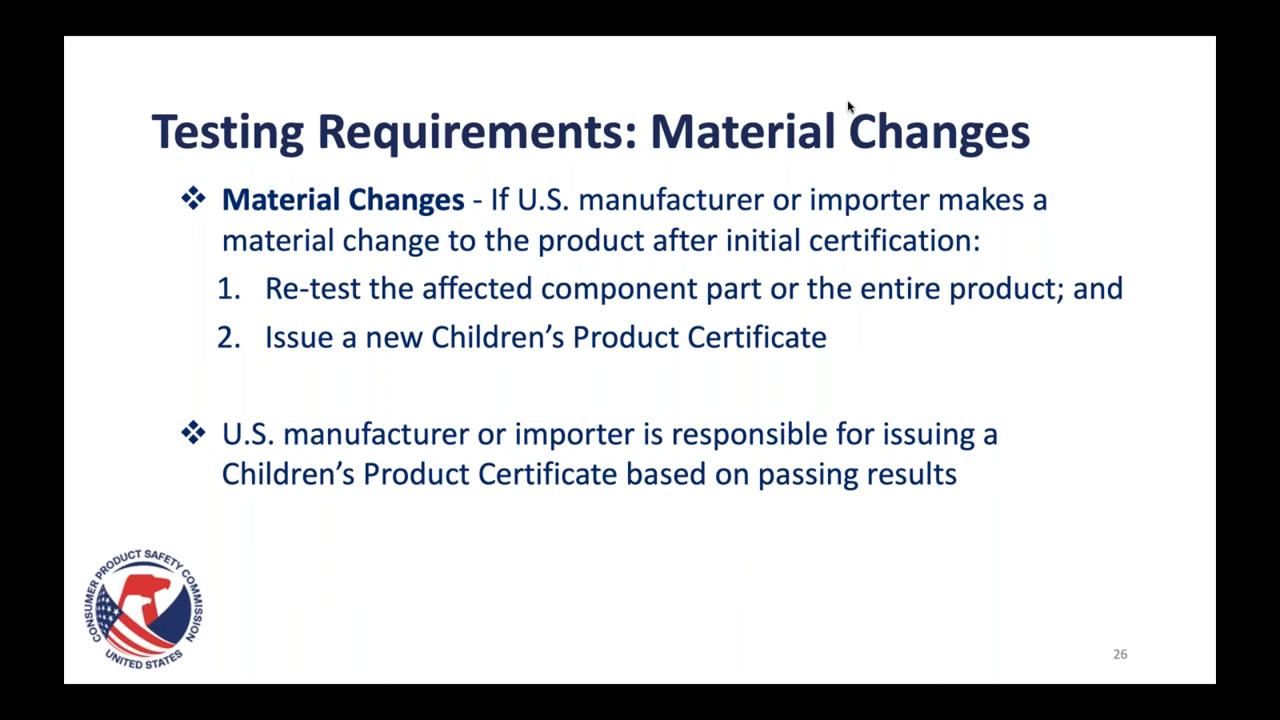 Testing Requirements: Material Changes
❖ Material Changes - If U.S. manufacturer or importer makes a
material change to the product after initial certification:
1. Re-test the affected component part or the entire product; and
2. Issue a new Children’s Product Certificate
❖ U.S. manufacturer or importer is responsible for issuing a
Children’s Product Certificate based on passing results
CONSUMER PRODUCT SAFETY COMMISSION
UNITED STATES
26